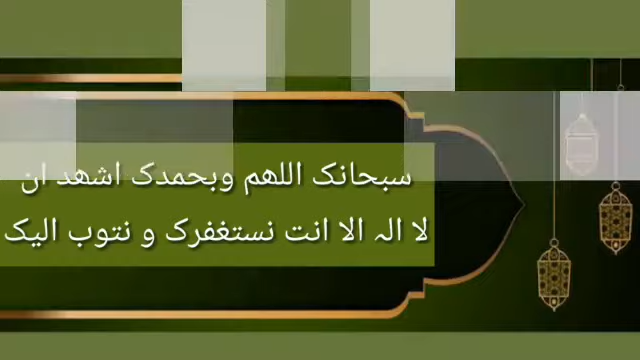 سبحانک اللھم وبحمدک اشھد ان
لا الہ الا انت نستغفرک و نتوب الیک